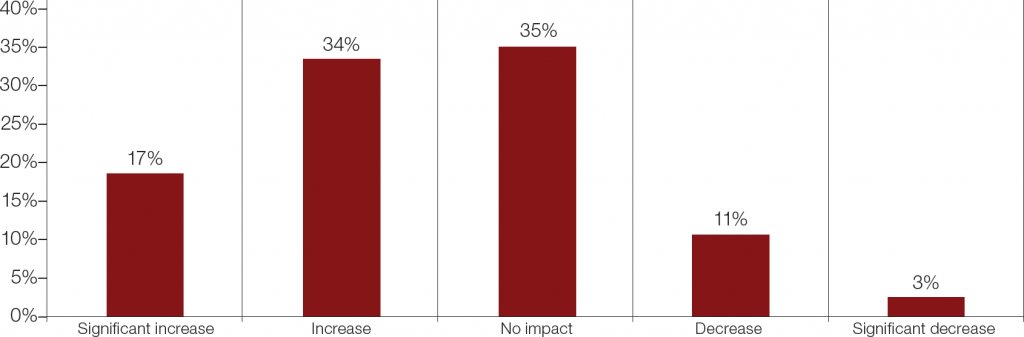 40%
35%
30%
25%
20%
15%
10%
5%
0%
17%
34%
35%
11%
3%
Significant increase
Increase
No impact
Decrease
Significant decrease